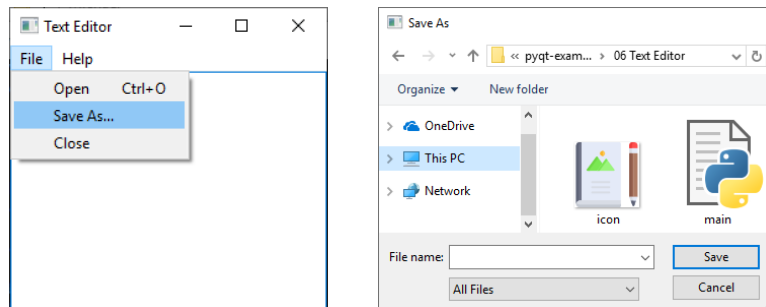 Text Editor
File Help
Open Ctrl+O
Save As...
Close
Save As
« pyqt-exam... › 06 Text Editor
Organize New folder
OneDrive
This PC
Network
icon main
File name: Save
All Files Cancel